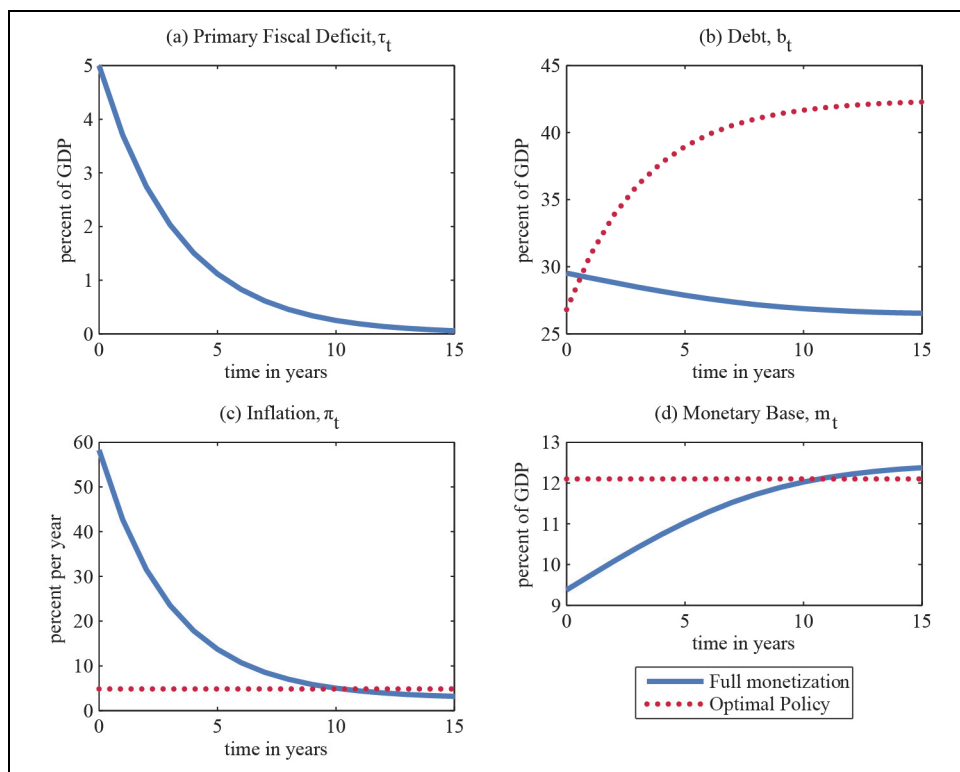 (a) Primary Fiscal Deficit, τt
percent of GDP
5
4
3
2
1
0
0 5 10 15
time in years
(b) Debt, bt
percent of GDP
45
40
35
30
25
0 5 10 15
time in years
(c) Inflation, πt
percent per year
60
50
40
30
20
10
0
0 5 10 15
time in years
(d) Monetary Base, mt
percent of GDP
13
12
11
10
9
0 5 10 15
time in years
Full monetization
Optimal Policy